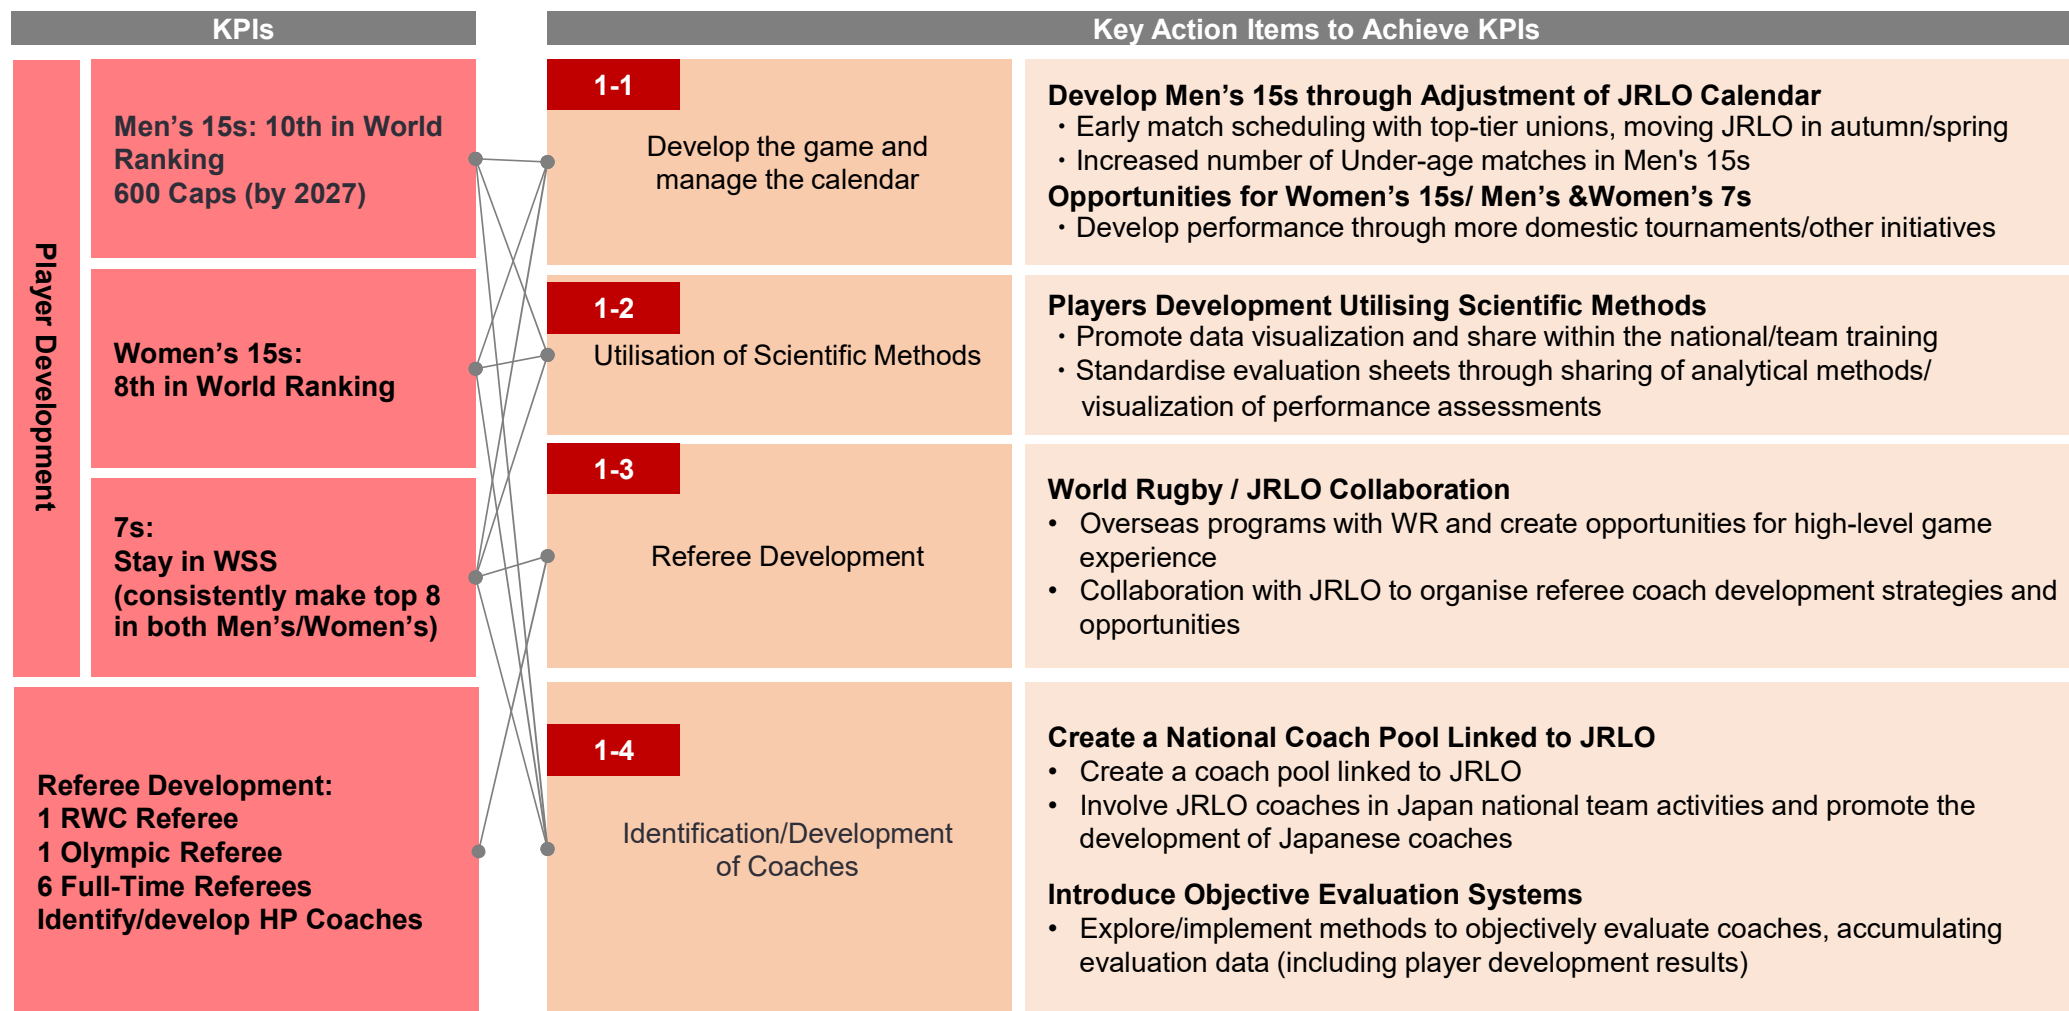 KPIs
Key Action Items to Achieve KPIs
Player Development
Men’s 15s: 10th in World
Ranking
600 Caps (by 2027)
Women’s 15s:
8th in World Ranking
7s:
Stay in WSS
(consistently make top 8
in both Men’s/Women’s)
Referee Development:
1 RWC Referee
1 Olympic Referee
6 Full-Time Referees
Identify/develop HP Coaches
1-1
Develop the game and
manage the calendar
Develop Men’s 15s through Adjustment of JRLO Calendar
・Early match scheduling with top-tier unions, moving JRLO in autumn/spring
・Increased number of Under-age matches in Men's 15s
Opportunities for Women’s 15s/ Men’s &Women’s 7s
・Develop performance through more domestic tournaments/other initiatives
1-2
Utilisation of Scientific Methods
Players Development Utilising Scientific Methods
・Promote data visualization and share within the national/team training
・Standardise evaluation sheets through sharing of analytical methods/
visualization of performance assessments
1-3
Referee Development
World Rugby / JRLO Collaboration
• Overseas programs with WR and create opportunities for high-level game
experience
• Collaboration with JRLO to organise referee coach development strategies and
opportunities
1-4
Identification/Development
of Coaches
Create a National Coach Pool Linked to JRLO
• Create a coach pool linked to JRLO
• Involve JRLO coaches in Japan national team activities and promote the
development of Japanese coaches
Introduce Objective Evaluation Systems
• Explore/implement methods to objectively evaluate coaches, accumulating
evaluation data (including player development results)